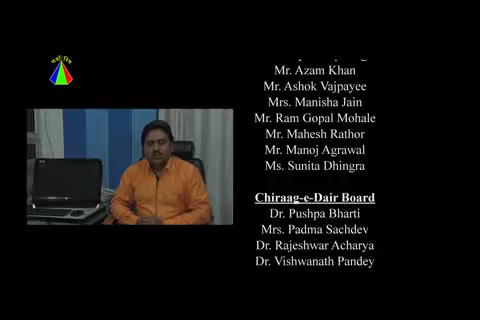 Mr. Azam Khan
Mr. Ashok Vajpayee
Mrs. Manisha Jain
Mr. Ram Gopal Mohale
Mr. Mahesh Rathor
Mr. Manoj Agrawal
Ms. Sunita Dhingra
Chiraag-e-Dair Board
Dr. Pushpa Bharti
Mrs. Padma Sachdev
Dr. Rajeshwar Acharya
Dr. Vishwanath Pandey